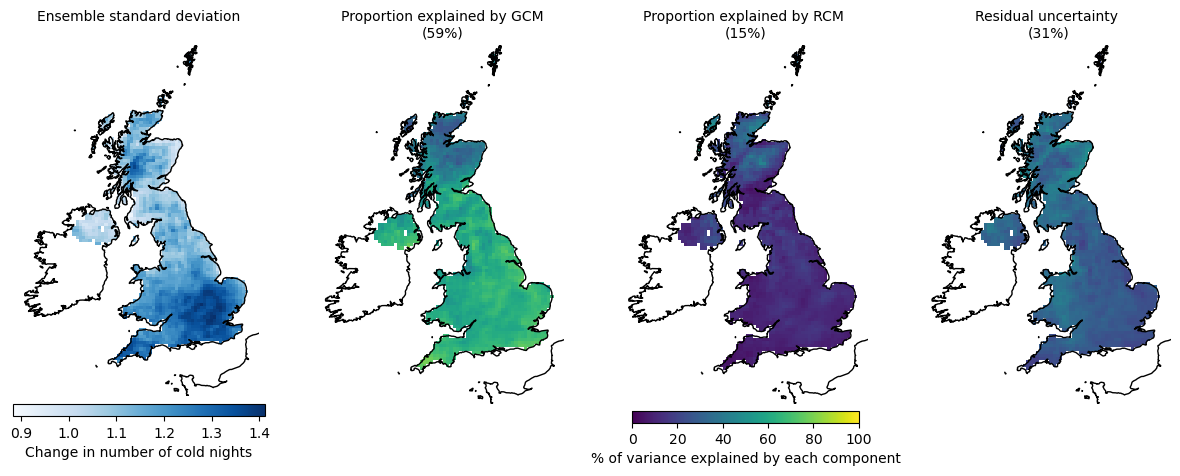 Ensemble standard deviation
Proportion explained by GCM
(59%)
Proportion explained by RCM
(15%)
Residual uncertainty
(31%)
0.9 1.0 1.1 1.2 1.3 1.4
Change in number of cold nights
0 20 40 60 80 100
% of variance explained by each component